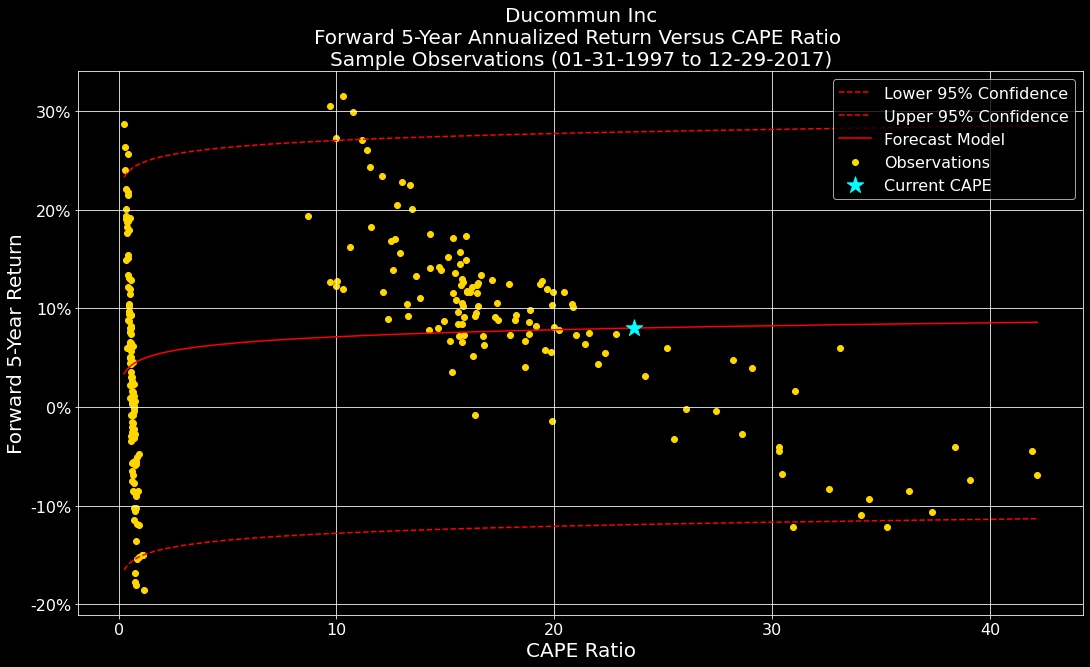 Ducommun Inc
Forward 5-Year Annualized Return Versus CAPE Ratio
Sample Observations (01-31-1997 to 12-29-2017)
Lower 95% Confidence
Upper 95% Confidence
Forecast Model
Observations
Current CAPE
Forward 5-Year Return
30%
20%
10%
0%
-10%
-20%
0 10 20 30 40
CAPE Ratio